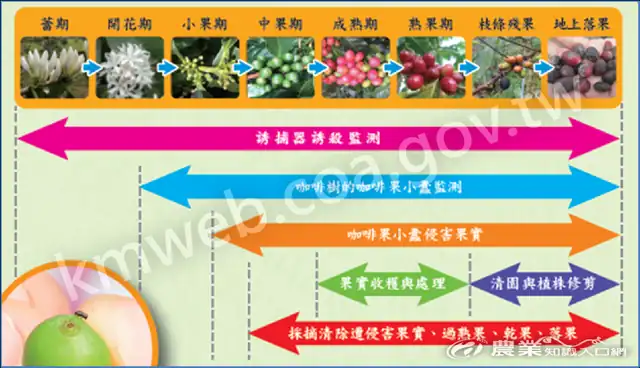 蕾期 開花期 小果期 中果期 成熟期 熟果期 枝條殘果 地上落果
誘捕器誘殺監測
咖啡樹的咖啡果小蠹監測
咖啡果小蠹侵害果實
果實收穫與處理 清園與植株修剪
採摘清除遭侵害果實、過熟果、乾果、落果
kmweb.coa.gov.tw
農業知識入口網